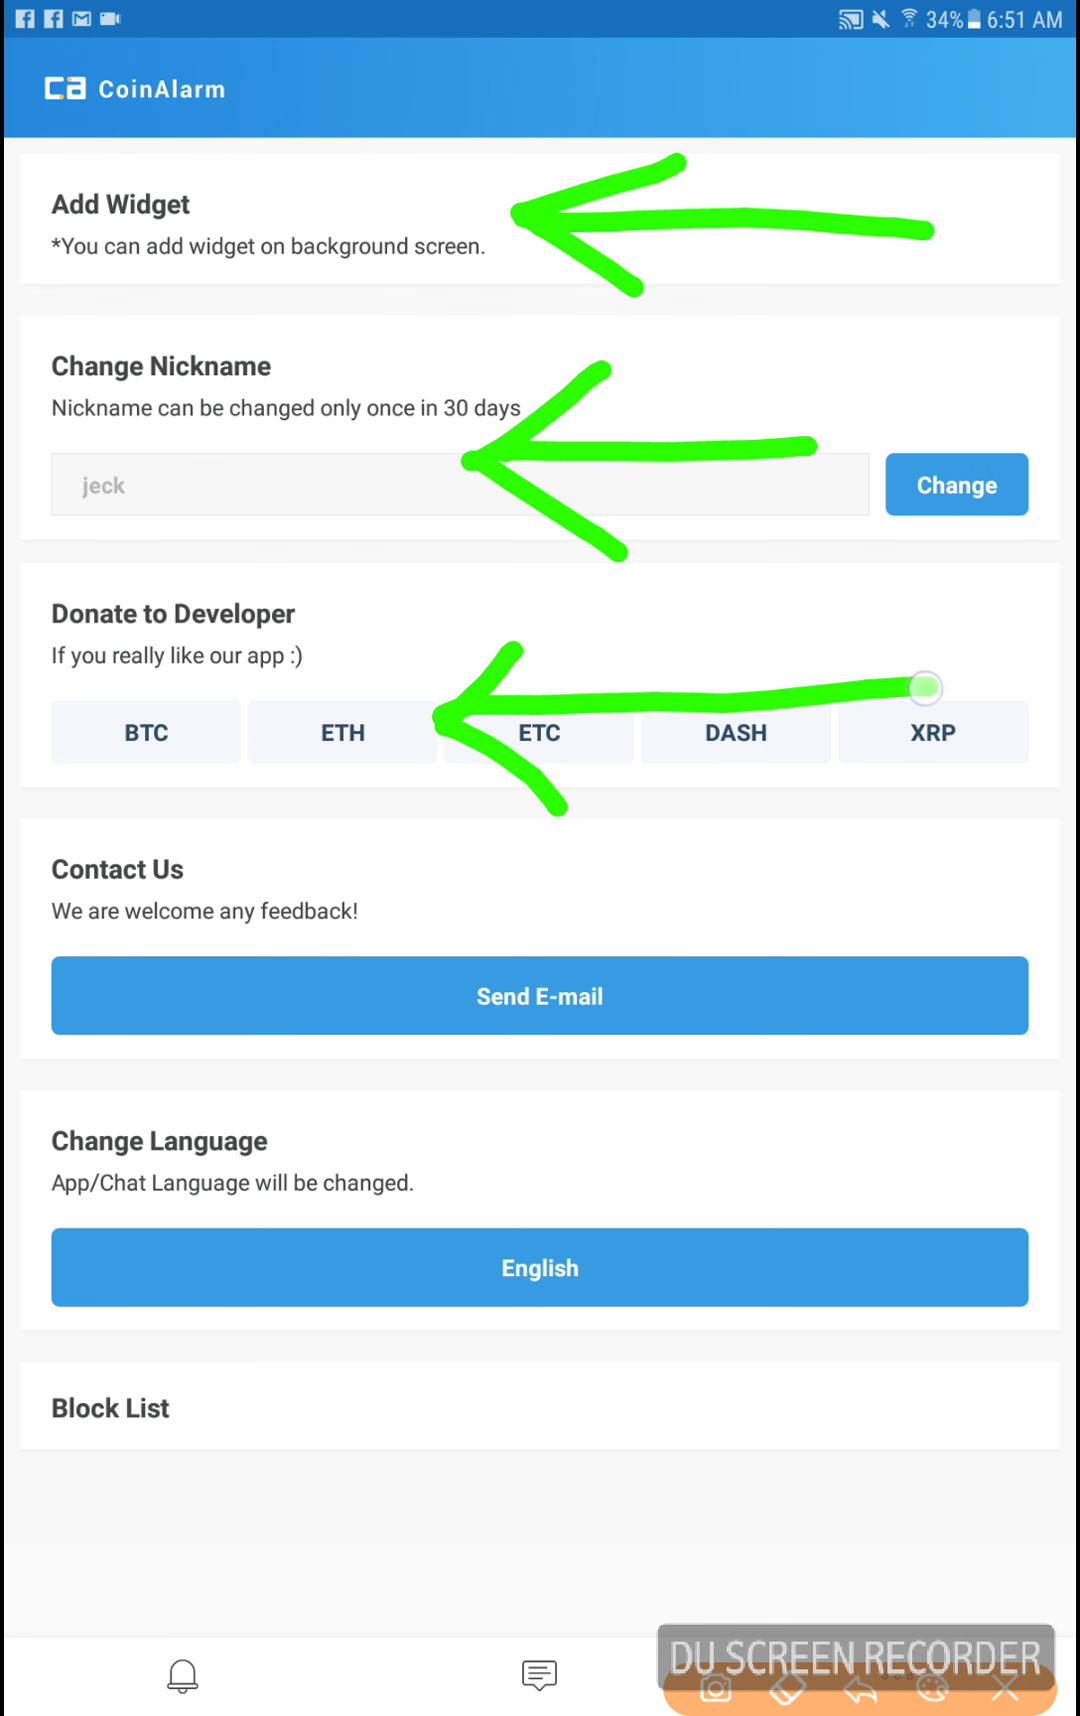 34% 6:51 AM
ca CoinAlarm
Add Widget
*You can add widget on background screen.
Change Nickname
Nickname can be changed only once in 30 days
jeck
Change
Donate to Developer
If you really like our app :)
BTC ETH ETC DASH XRP
Contact Us
We are welcome any feedback!
Send E-mail
Change Language
App/Chat Language will be changed.
English
Block List
DU SCREEN RECORDER